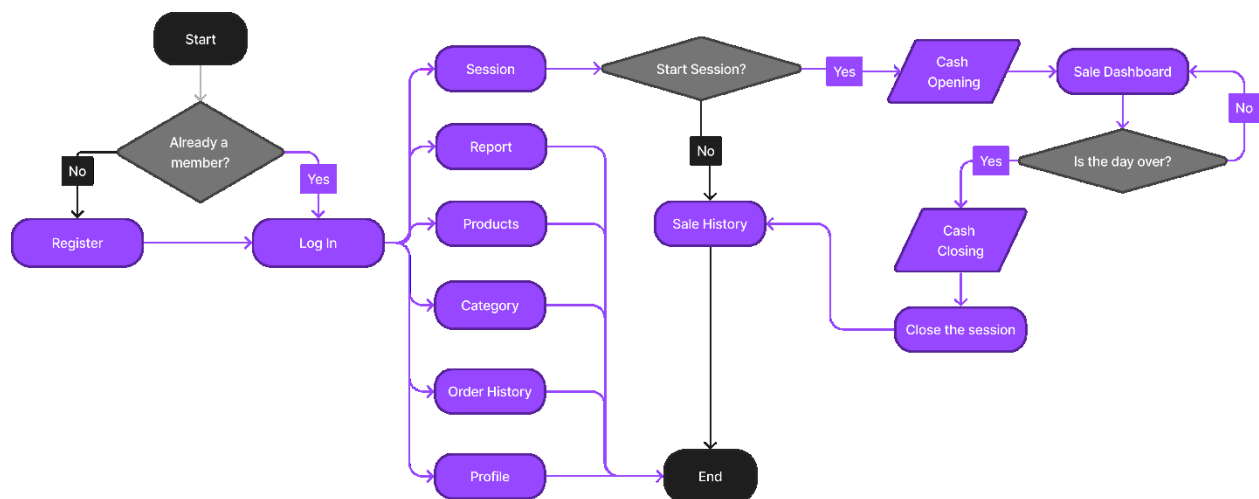 Start
Already a
member?
No
Yes
Register
Log In
Session
Report
Products
Category
Order History
Profile
Start Session?
Yes
No
Cash
Opening
Sale Dashboard
No
Is the day over?
Yes
Cash
Closing
Close the session
Sale History
End